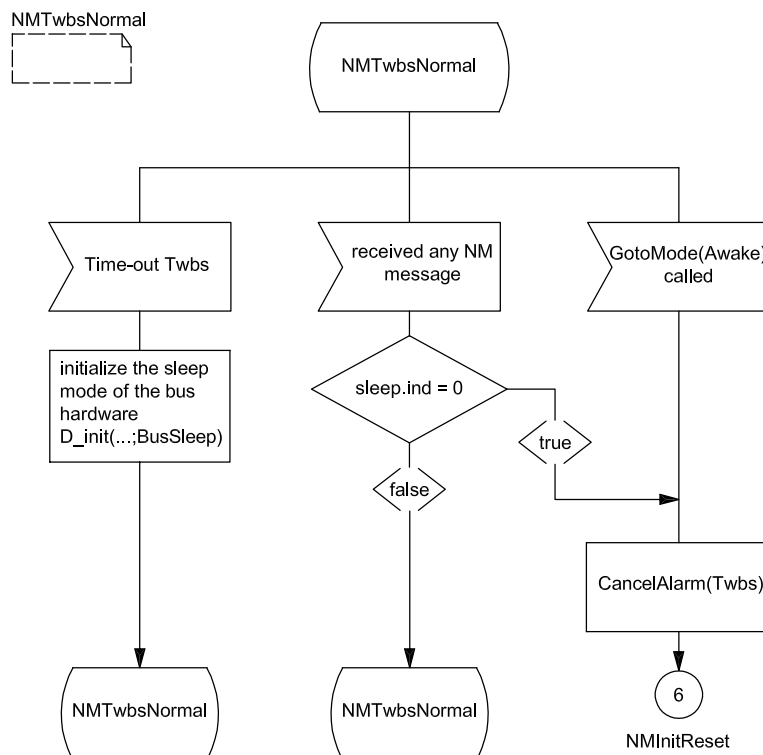 NMTwbsNormal
NMTwbsNormal
Time-out Twbs
received any NM
message
GotoMode(Awake)
called
initialize the sleep
mode of the bus
hardware
D_init(...;BusSleep)
sleep.ind = 0
true
false
CancelAlarm(Twbs)
NMTwbsNormal
NMTwbsNormal
6
NMInitReset